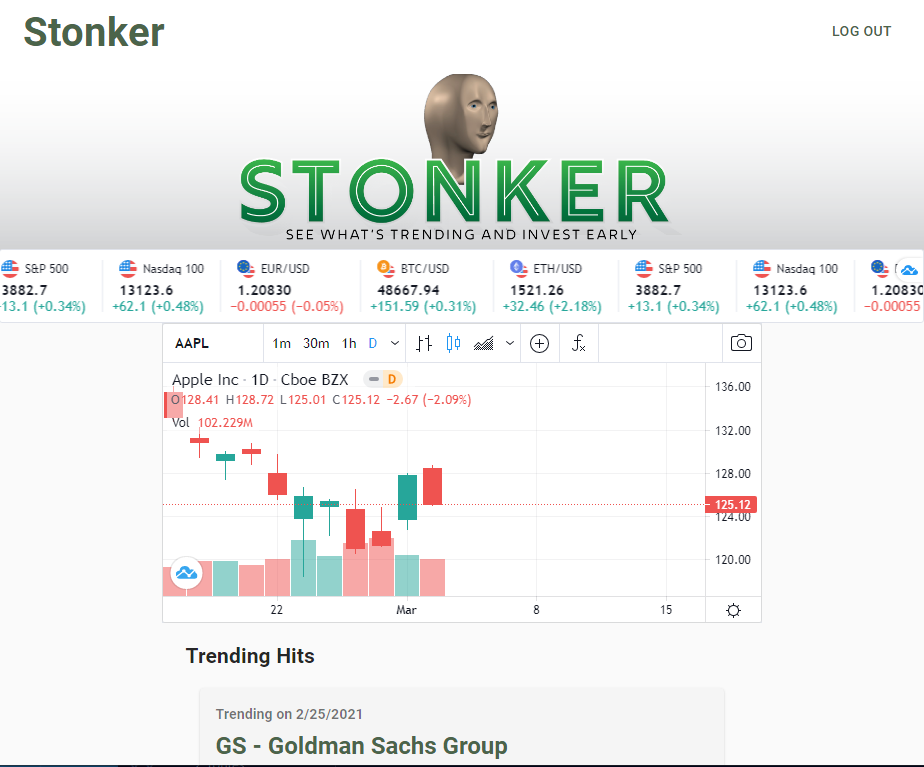 Stonker
LOG OUT
STONKER
SEE WHAT'S TRENDING AND INVEST EARLY
S&P 500 Nasdaq 100 EUR/USD BTC/USD ETH/USD S&P 500 Nasdaq 100
3882.7 13123.6 1.20830 48667.94 1521.26 3882.7 13123.6 1.20830
13.1 (+0.34%) +62.1 (+0.48%) −0.00055 (−0.05%) +151.59 (+0.31%) +32.46 (+2.18%) +13.1 (+0.34%) +62.1 (+0.48%) −0.00055
AAPL 1m 30m 1h D fx
Apple Inc · 1D · Cboe BZX D
O128.41 H128.72 L125.01 C125.12 −2.67 (−2.09%)
Vol 102.229M
136.00
132.00
128.00
125.12
124.00
120.00
22 Mar 8 15
Trending Hits
Trending on 2/25/2021
GS - Goldman Sachs Group